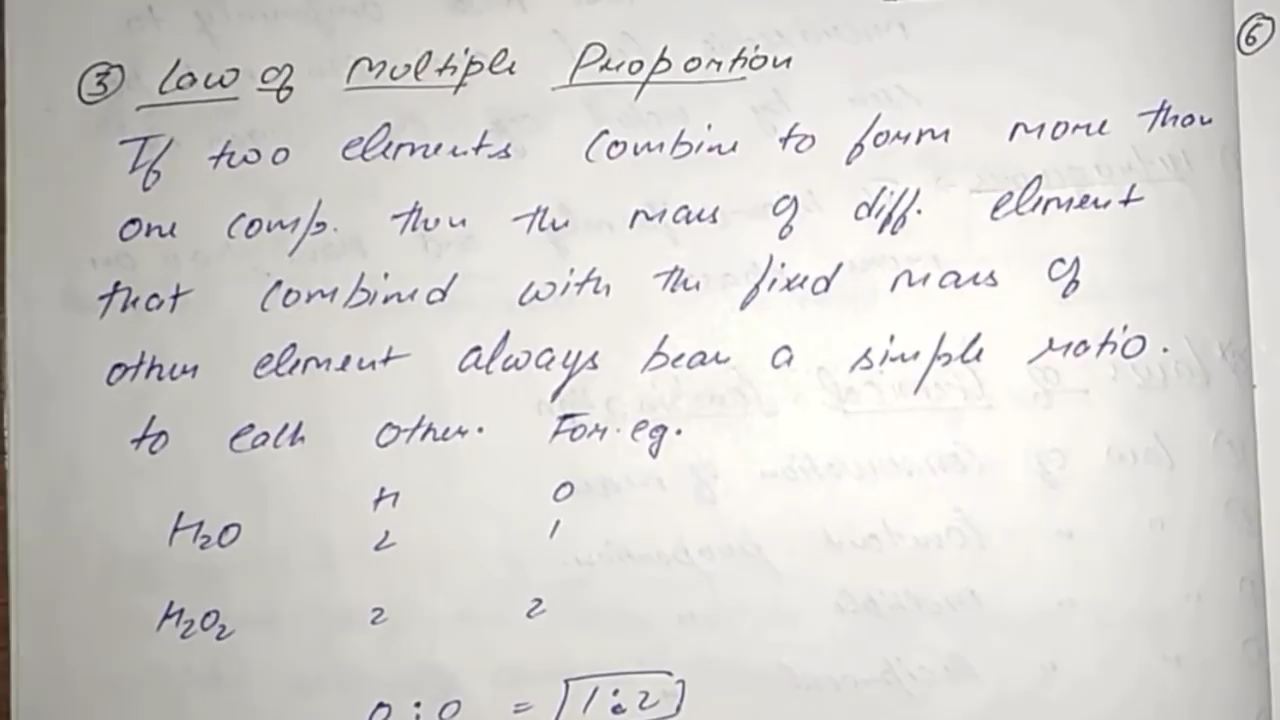 ③ Law of Multiple Proportion
⑥
If two elements combine to form more than
one comp. then the mass of diff. element
that combined with the fixed mass of
other element always bear a simple ratio.
to each other. For. eg.
H O
H₂O 2 1
H₂O₂ 2 2
O : O = 1:2